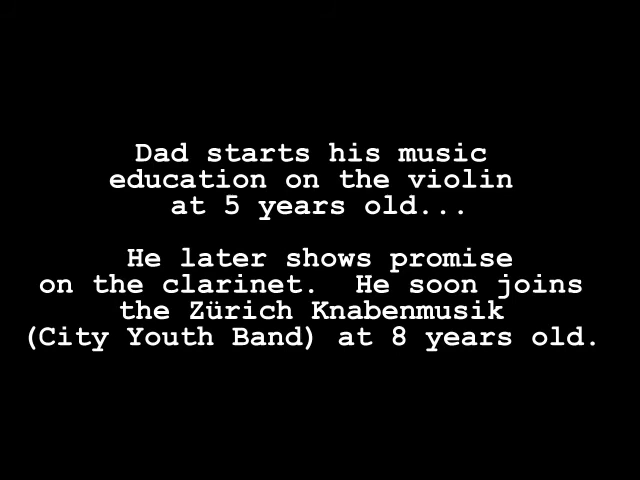 Dad starts his music
education on the violin
at 5 years old...
He later shows promise
on the clarinet.  He soon joins
the Zürich Knabenmusik
(City Youth Band) at 8 years old.